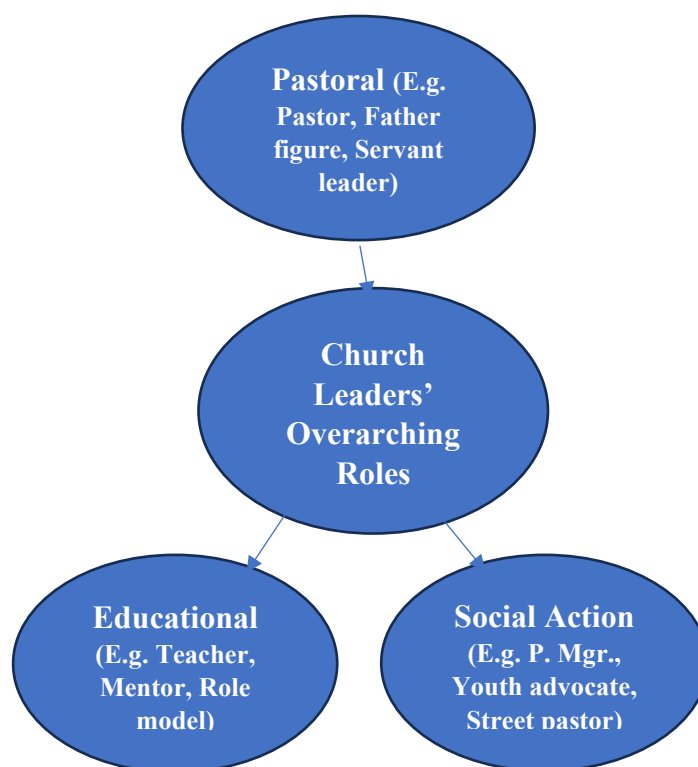 Pastoral (E.g.
Pastor, Father
figure, Servant
leader)
Church
Leaders’
Overarching
Roles
Educational
(E.g. Teacher,
Mentor, Role
model)
Social Action
(E.g. P. Mgr.,
Youth advocate,
Street pastor)